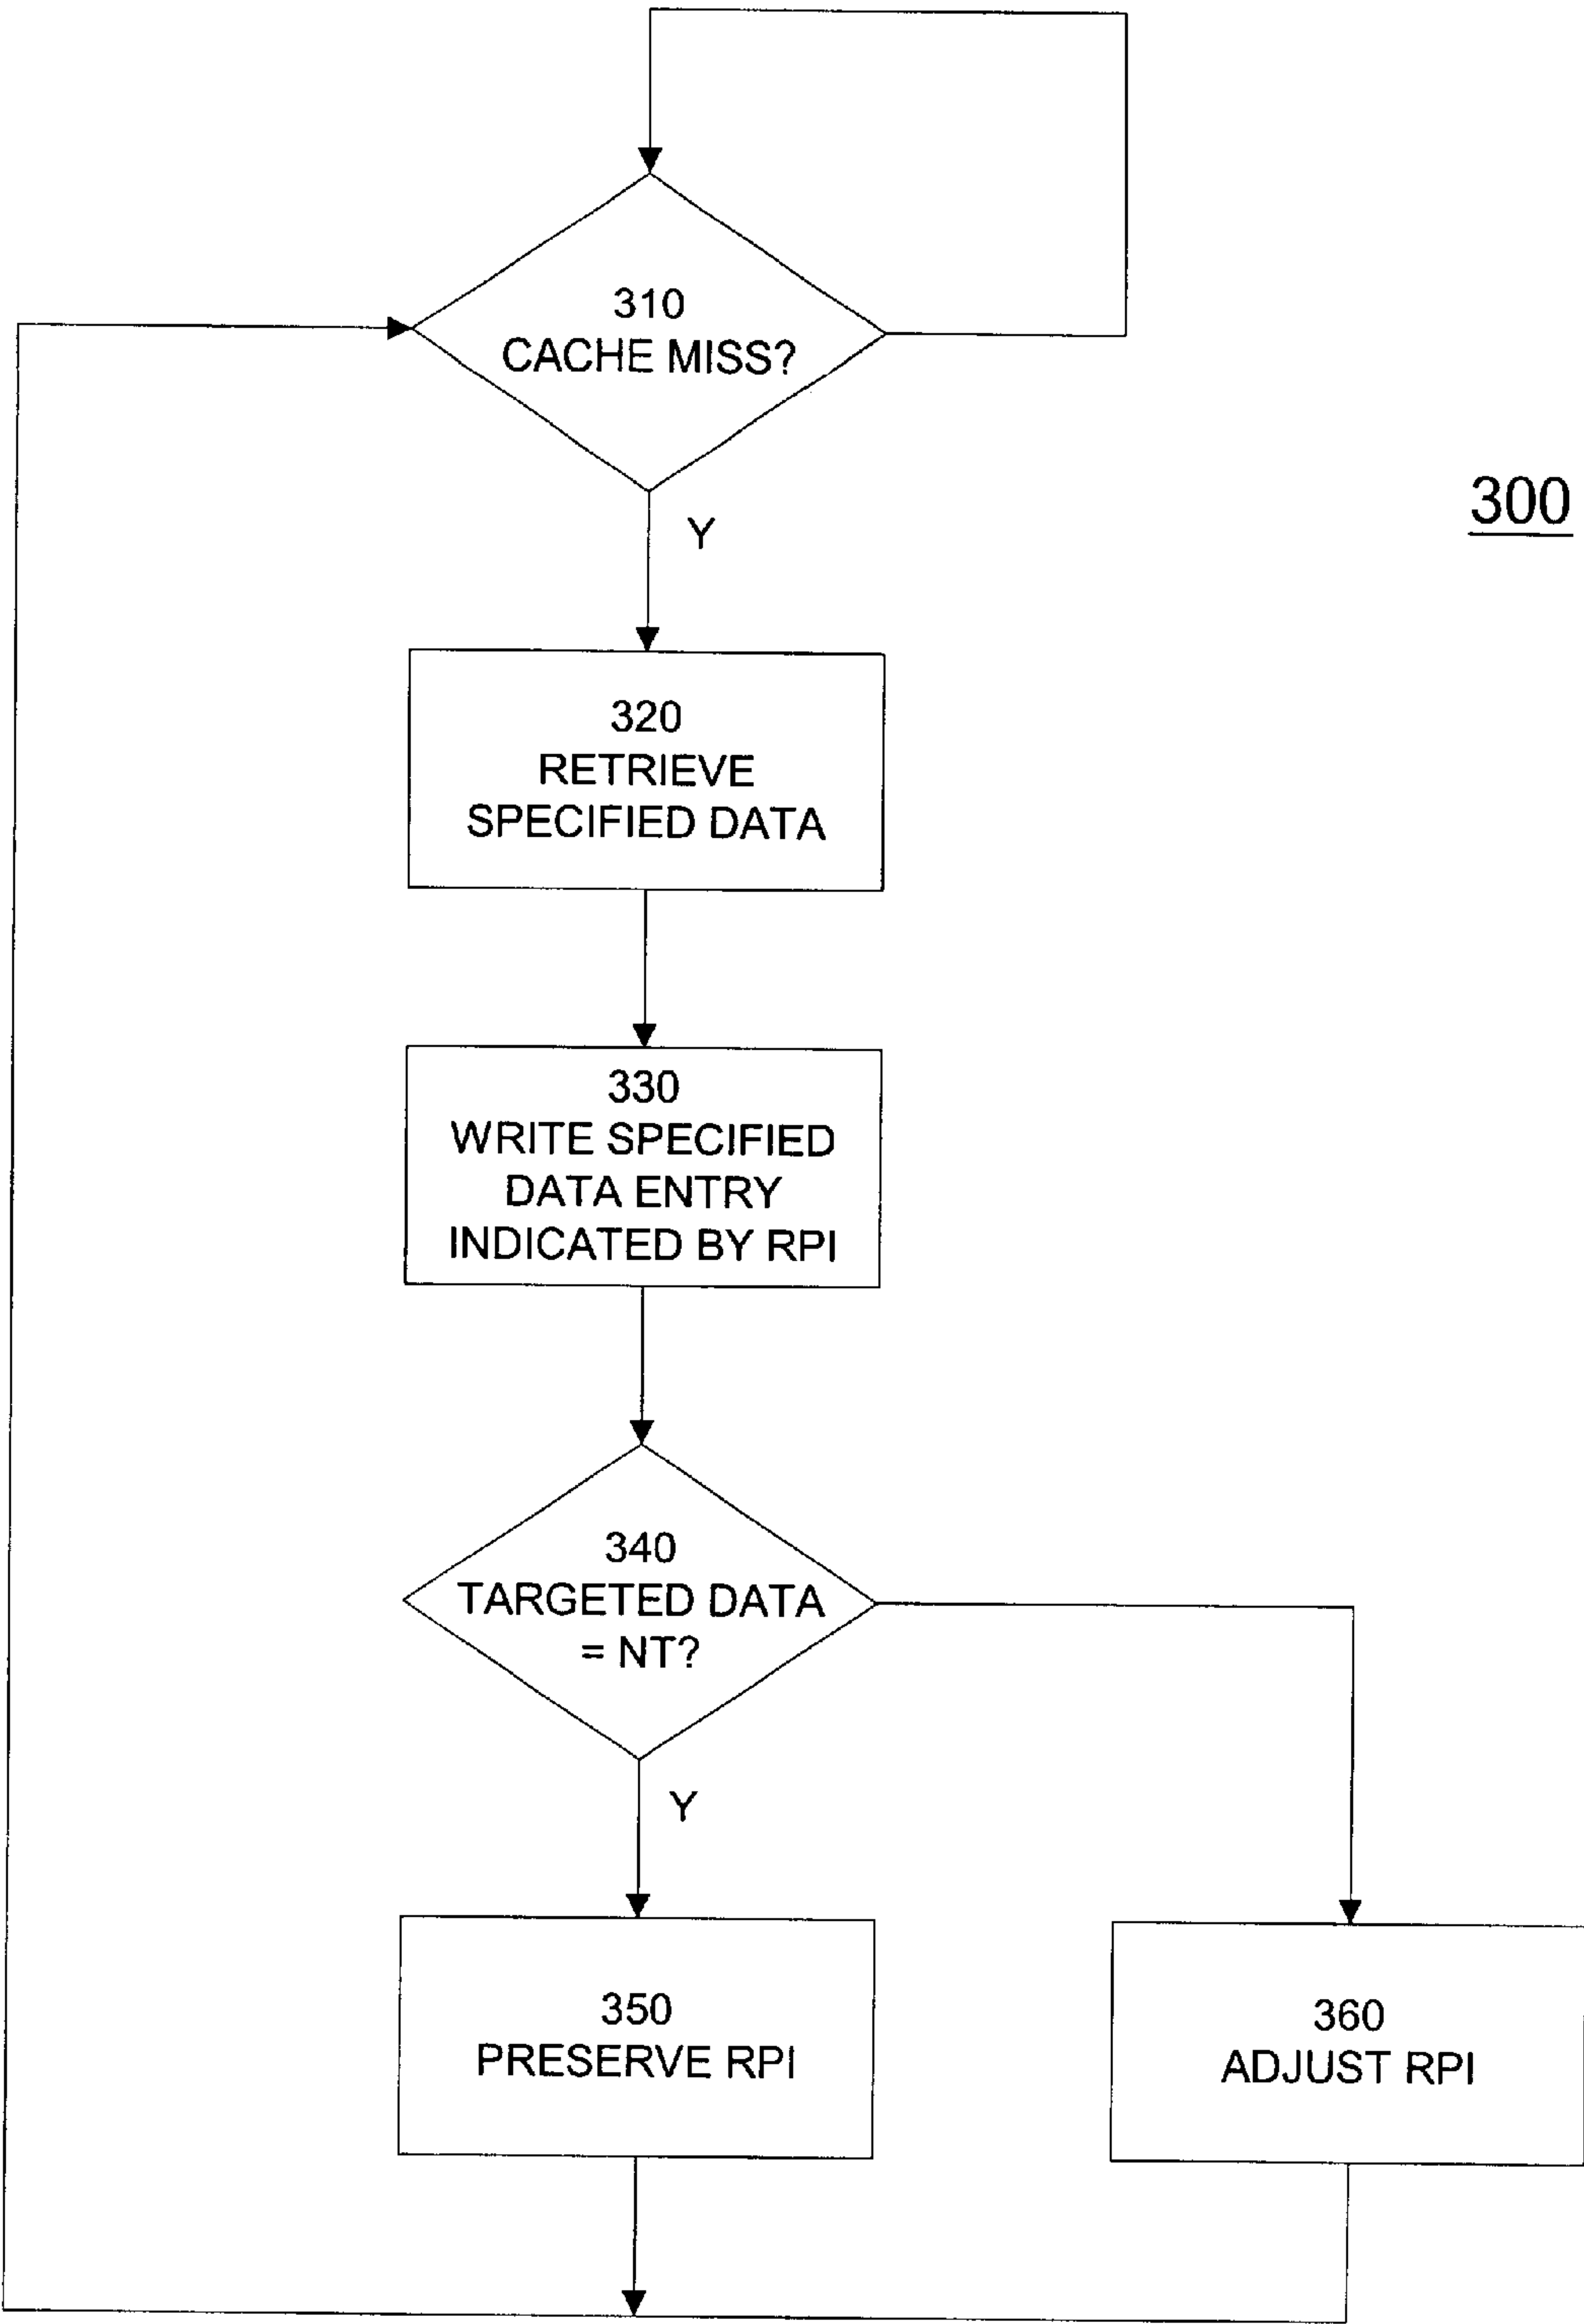 310
CACHE MISS?
300
Y
320
RETRIEVE
SPECIFIED DATA
330
WRITE SPECIFIED
DATA ENTRY
INDICATED BY RPI
340
TARGETED DATA
= NT?
Y
350
PRESERVE RPI
360
ADJUST RPI